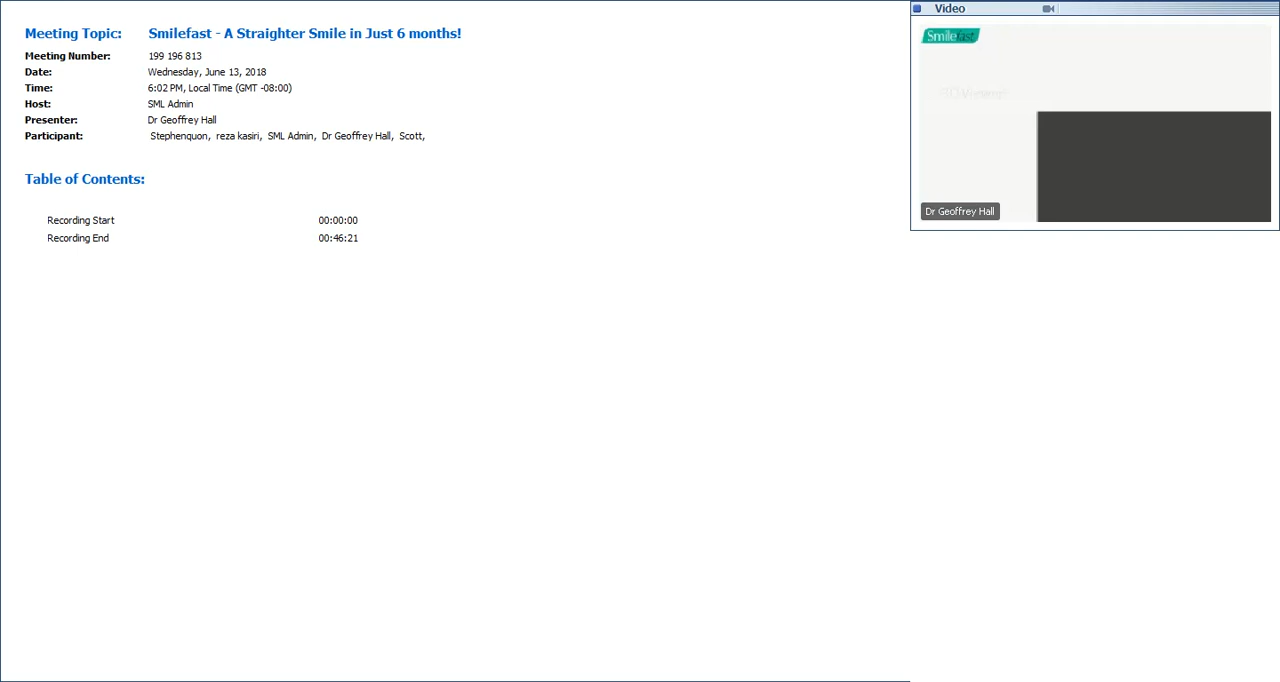 Meeting Topic: Smilefast - A Straighter Smile in Just 6 months!
Meeting Number: 199 196 813
Date: Wednesday, June 13, 2018
Time: 6:02 PM, Local Time (GMT -08:00)
Host: SML Admin
Presenter: Dr Geoffrey Hall
Participant: Stephenquon, reza kasiri, SML Admin, Dr Geoffrey Hall, Scott,
Table of Contents:
Recording Start 00:00:00
Recording End 00:46:21
Video
Smilefast
Dr Geoffrey Hall